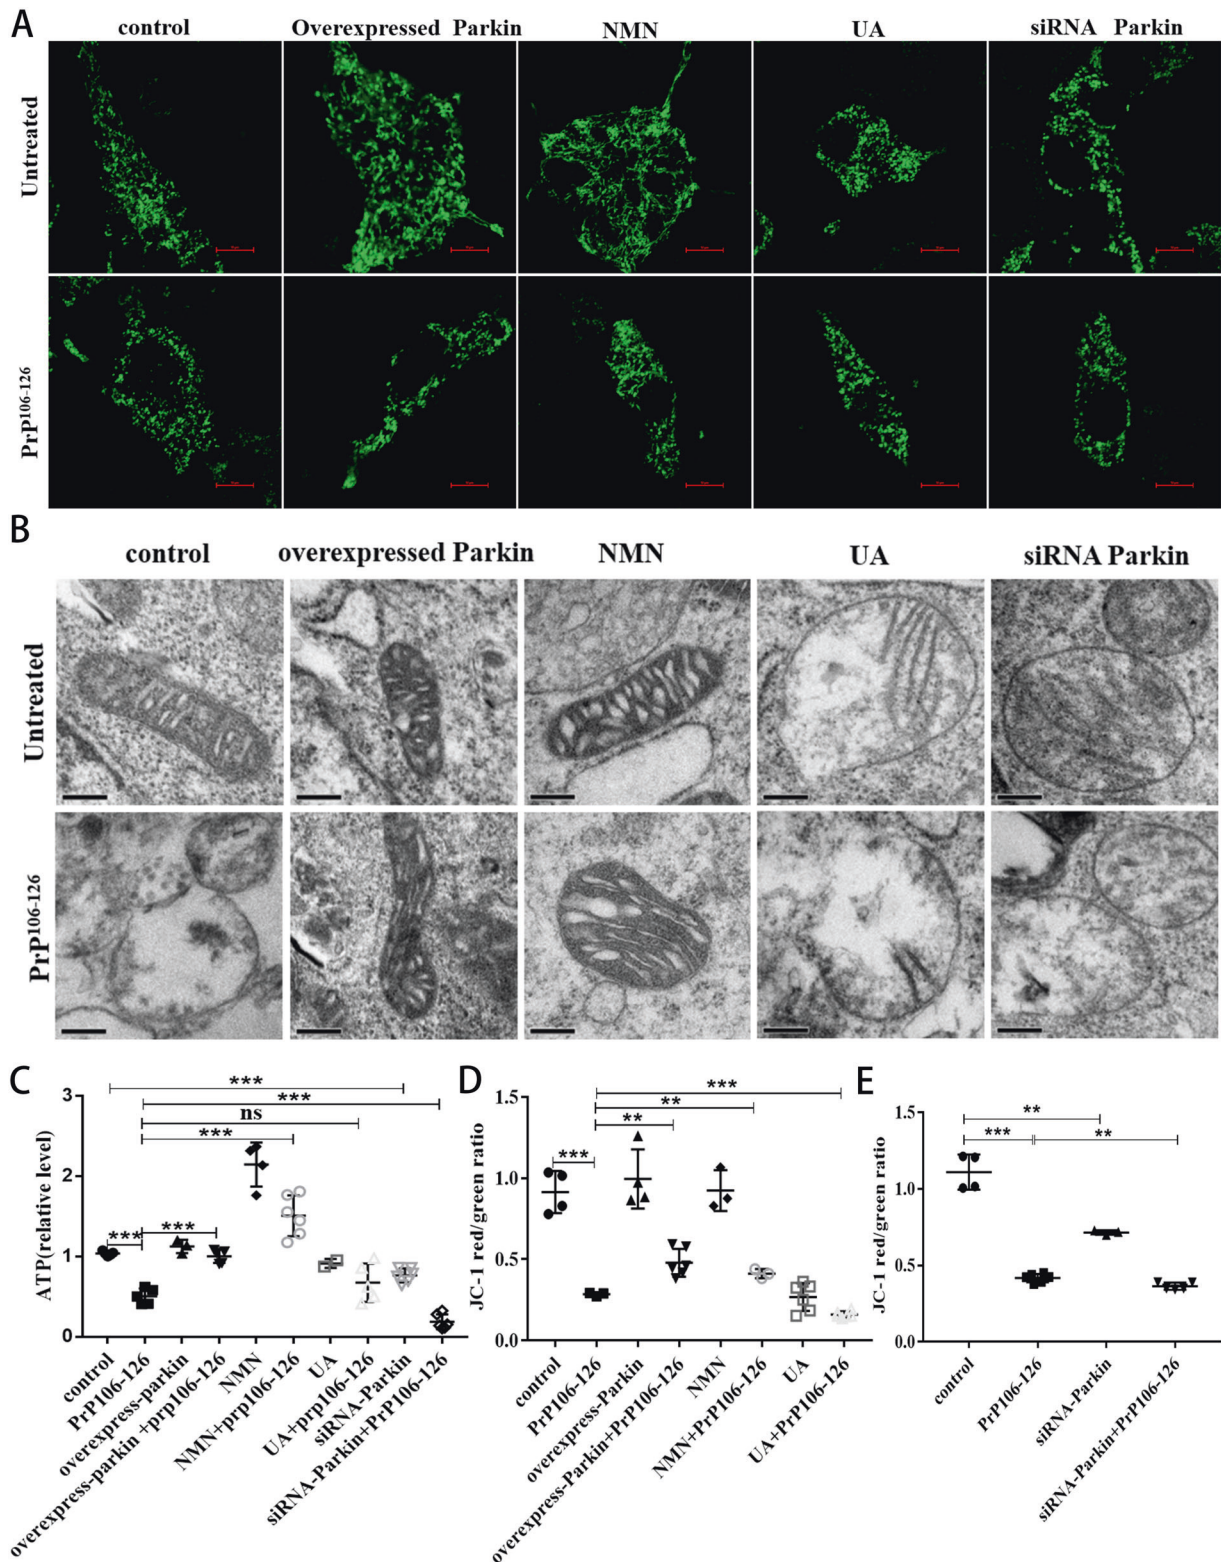 A
control
Overexpressed Parkin
NMN
UA
siRNA Parkin
Untreated
PrP106-126
B
control
overexpressed Parkin
NMN
UA
siRNA Parkin
Untreated
PrP106-126
C
ATP(relative level)
3
2
1
0
***
***
ns
***
***
***
control
PrP106-126
overexpress-parkin
overexpress-parkin +prp106-126
NMN
NMN+prp106-126
UA
UA+prp106-126
siRNA-Parkin
siRNA-Parkin+PrP106-126
D
JC-1 red/green ratio
1.5
1.0
0.5
0.0
***
**
**
***
control
PrP106-126
overexpress-Parkin
overexpress-Parkin+PrP106-126
NMN
NMN+PrP106-126
UA
UA+PrP106-126
E
JC-1 red/green ratio
1.5
1.0
0.5
0.0
**
***
**
control
PrP106-126
siRNA-Parkin
siRNA-Parkin+PrP106-126